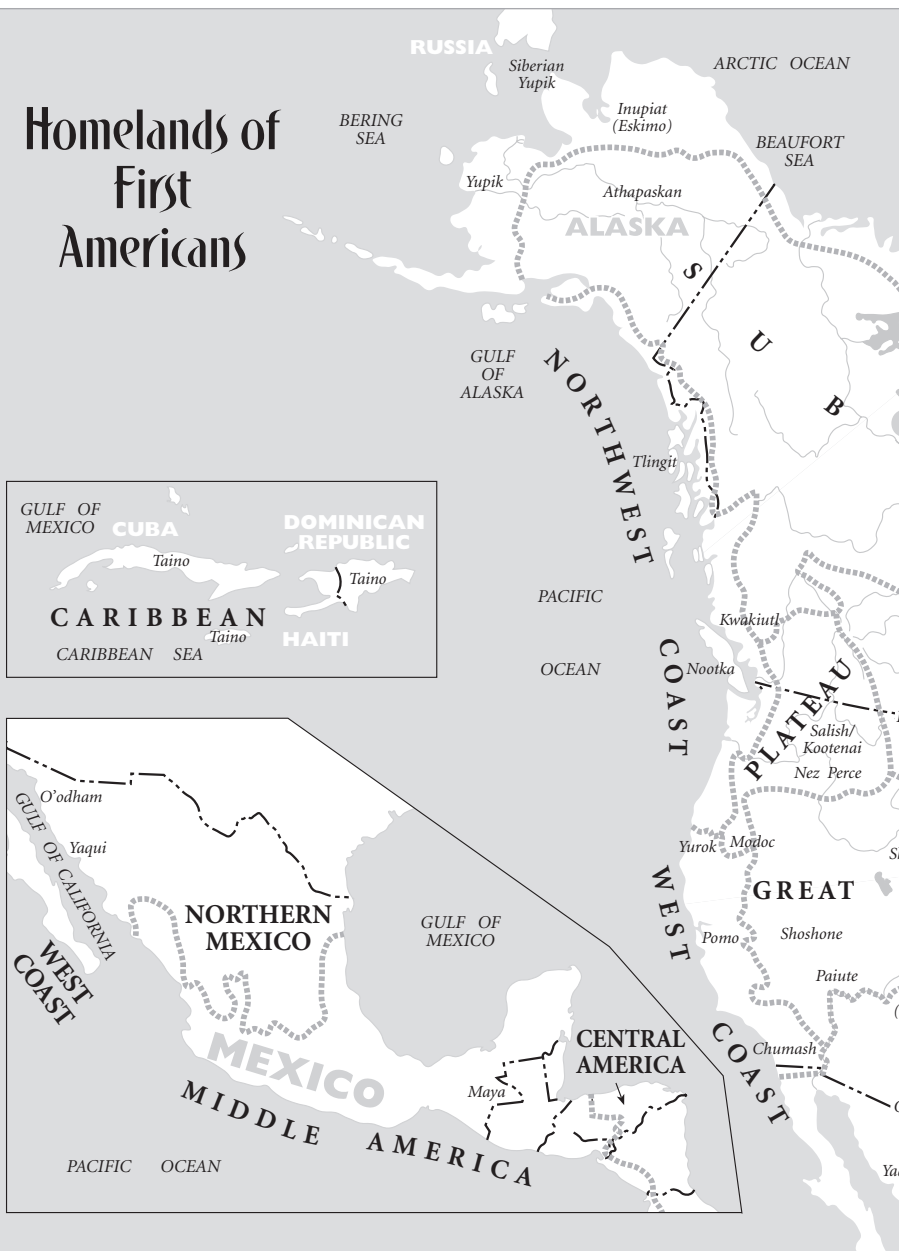 Homelands of
First
Americans
RUSSIA
Siberian
Yupik
ARCTIC OCEAN
BERING
SEA
Inupiat
(Eskimo)
BEAUFORT
SEA
Yupik
Athapaskan
ALASKA
S
U
B
GULF
OF
ALASKA
NORTHWEST
COAST
Tlingit
GULF OF
MEXICO
CUBA
DOMINICAN
REPUBLIC
Taino
Taino
CARIBBEAN
Taino
HAITI
CARIBBEAN SEA
PACIFIC
OCEAN
Kwakiutl
Nootka
PLATEAU
Salish/
Kootenai
Nez Perce
Yurok
Modoc
GREAT
WEST
COAST
Pomo
Shoshone
Paiute
Chumash
O'odham
GULF OF CALIFORNIA
Yaqui
NORTHERN
MEXICO
GULF OF
MEXICO
WEST
COAST
MEXICO
CENTRAL
AMERICA
Maya
MIDDLE AMERICA
PACIFIC OCEAN